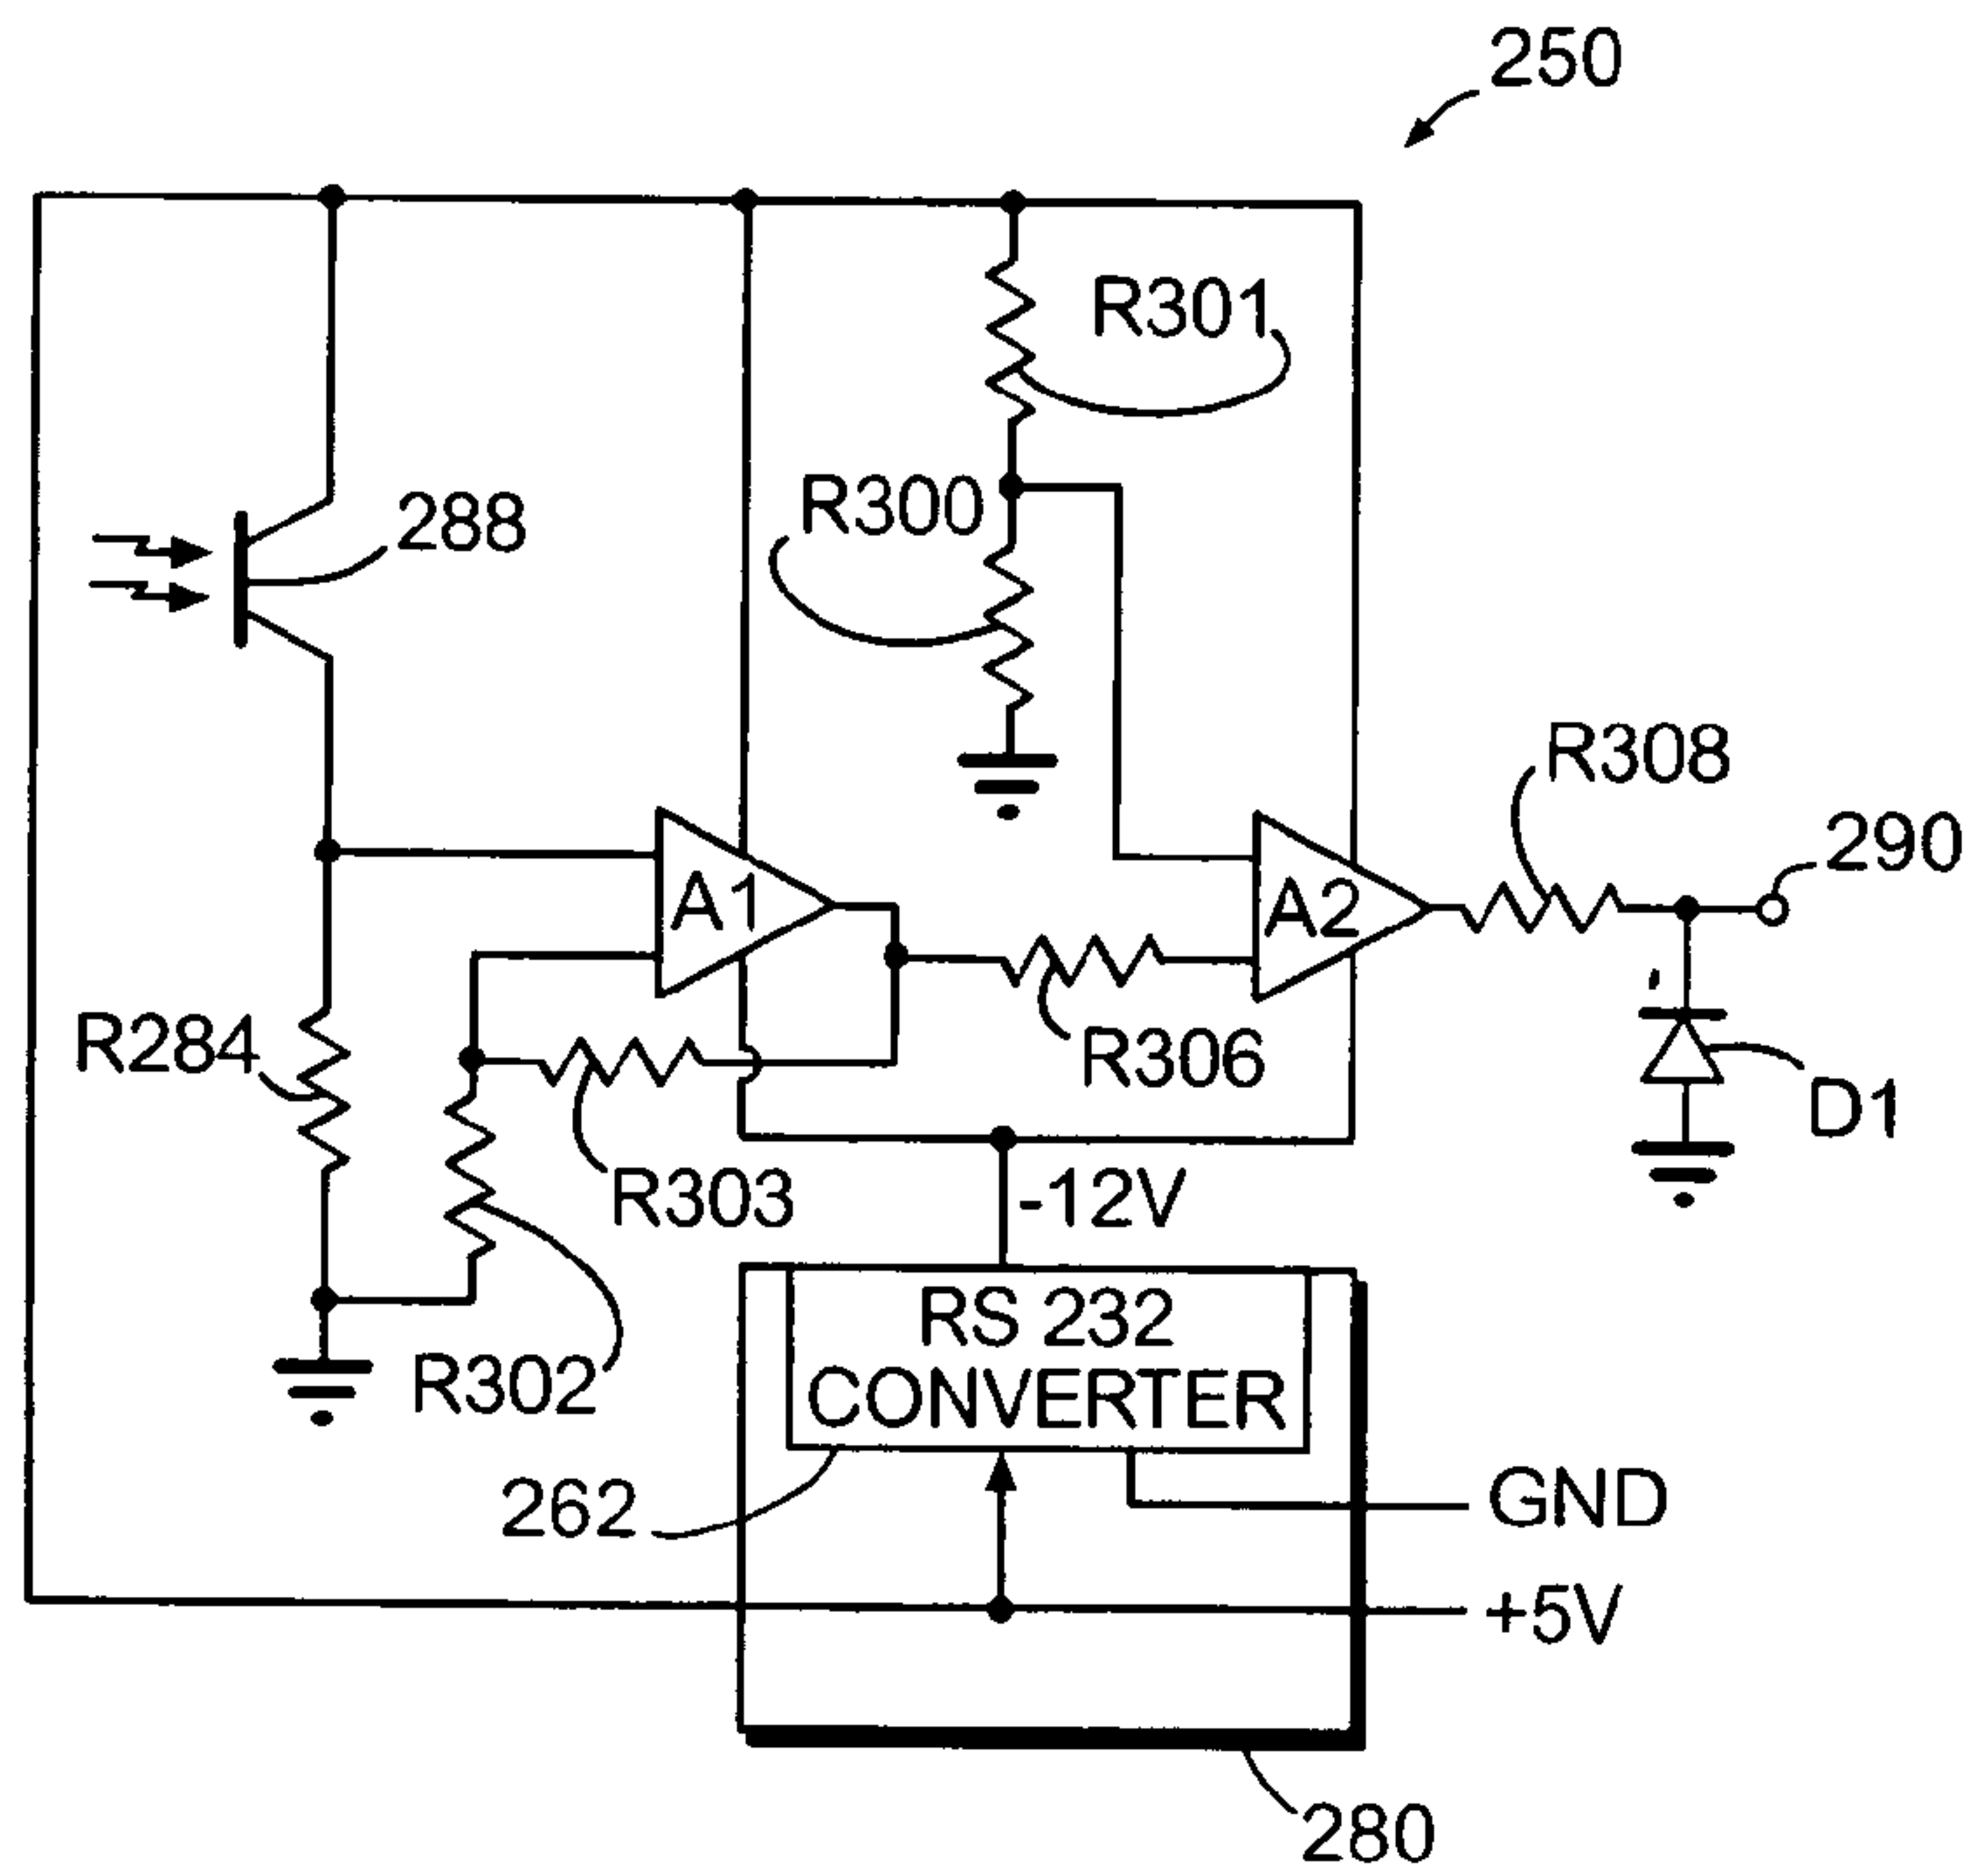 250
R301
R300
288
R308
290
A1
A2
R284
R306
D1
R303
-12V
RS 232
CONVERTER
R302
262
GND
+5V
280